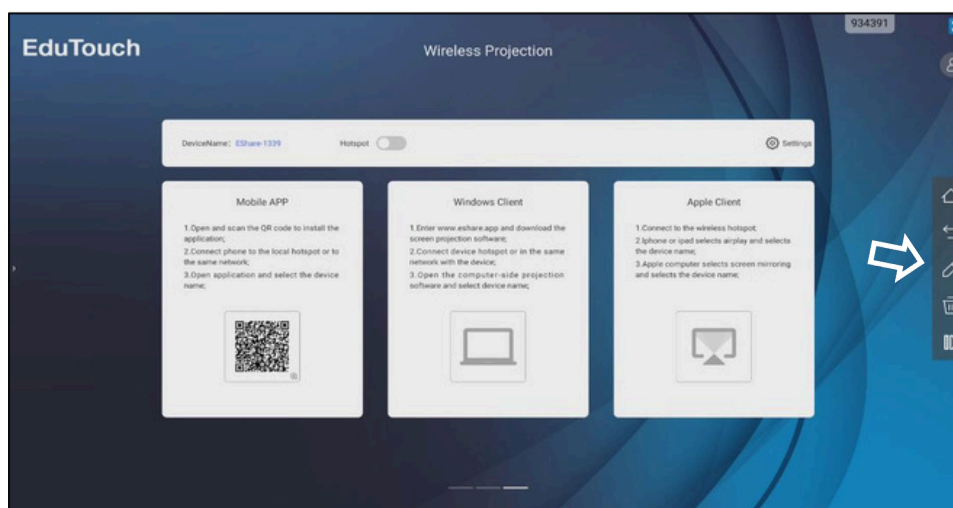 934391
EduTouch
Wireless Projection
DeviceName: EShare-1339
Hotspot
Settings
Mobile APP
1.Open and scan the QR code to install the
application;
2.Connect phone to the local hotspot or to
the same network;
3.Open application and select the device
name;
Windows Client
1.Enter www.eshare.app and download the
screen projection software;
2.Connect device hotspot or in the same
network with the device;
3.Open the computer-side projection
software and select device name;
Apple Client
1.Connect to the wireless hotspot;
2.Iphone or ipad selects airplay and selects
the device name;
3.Apple computer selects screen mirroring
and selects the device name;